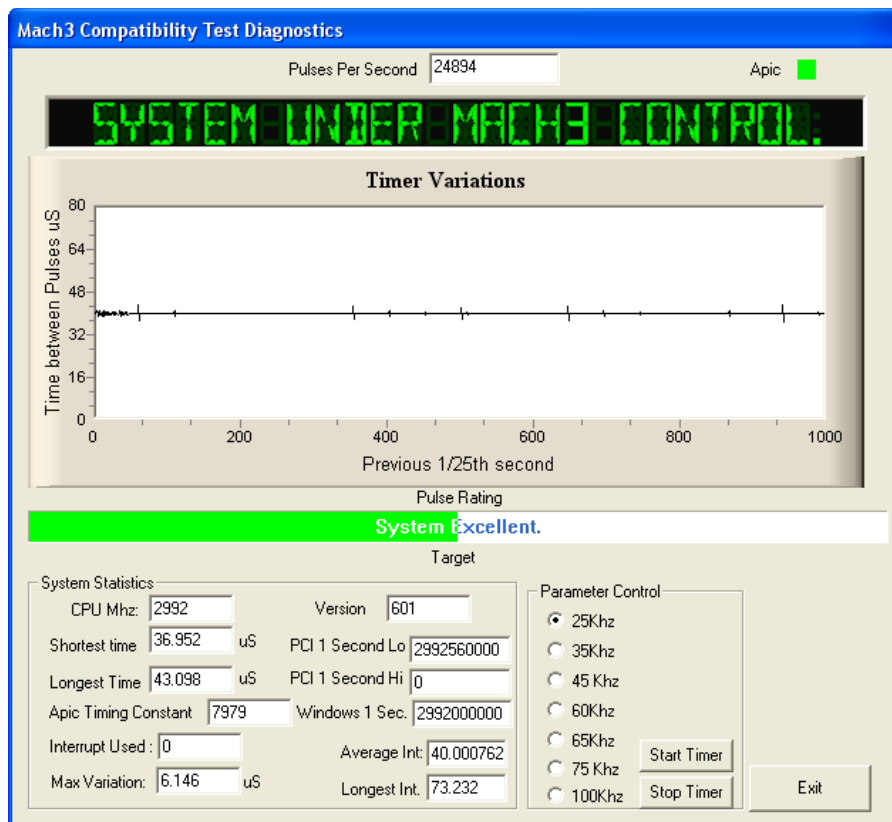 Mach3 Compatibility Test Diagnostics
Pulses Per Second 24894 Apic
SYSTEM UNDER MACH3 CONTROL.
Timer Variations
Time between Pulses uS
80
64
48
32
16
0
0 200 400 600 800 1000
Previous 1/25th second
Pulse Rating
System Excellent.
Target
System Statistics
CPU Mhz: 2992 Version 601
Shortest time 36.952 uS PCI 1 Second Lo 2992560000
Longest Time 43.098 uS PCI 1 Second Hi 0
Apic Timing Constant 7979 Windows 1 Sec. 2992000000
Interrupt Used : 0 Average Int: 40.000762
Max Variation: 6.146 uS Longest Int. 73.232
Parameter Control
25Khz
35Khz
45 Khz
60Khz
65Khz
75 Khz
100Khz
Start Timer
Stop Timer
Exit